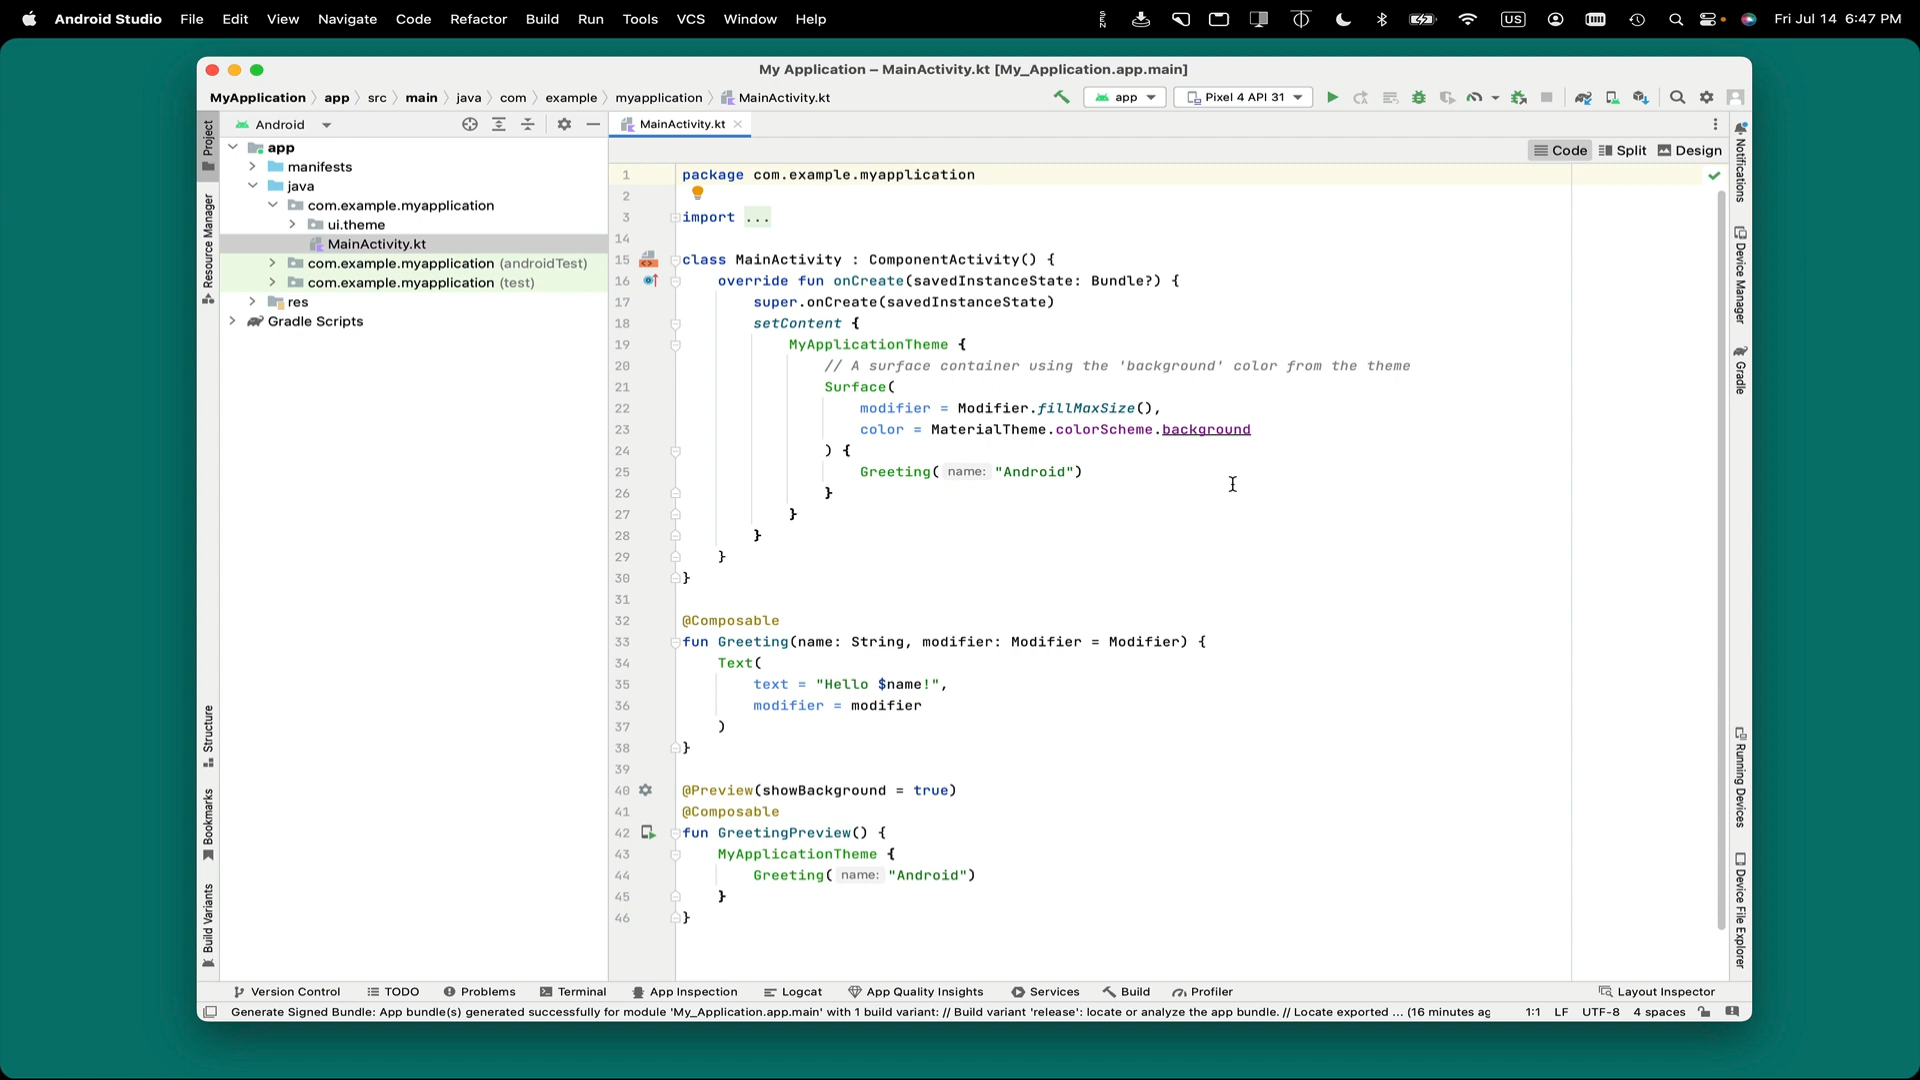 Android Studio File Edit View Navigate Code Refactor Build Run Tools VCS Window Help US Fri Jul 14 6:47 PM
My Application – MainActivity.kt [My_Application.app.main]
MyApplication app src main java com example myapplication MainActivity.kt app Pixel 4 API 31
Android
MainActivity.kt
Code Split Design
app
manifests
java
com.example.myapplication
ui.theme
MainActivity.kt
com.example.myapplication (androidTest)
com.example.myapplication (test)
res
Gradle Scripts
1 package com.example.myapplication
2
3 import ...
14
15 class MainActivity : ComponentActivity() {
16 override fun onCreate(savedInstanceState: Bundle?) {
17 super.onCreate(savedInstanceState)
18 setContent {
19 MyApplicationTheme {
20 // A surface container using the 'background' color from the theme
21 Surface(
22 modifier = Modifier.fillMaxSize(),
23 color = MaterialTheme.colorScheme.background
24 ) {
25 Greeting( name: "Android")
26 }
27 }
28 }
29 }
30 }
31
32 @Composable
33 fun Greeting(name: String, modifier: Modifier = Modifier) {
34 Text(
35 text = "Hello $name!",
36 modifier = modifier
37 )
38 }
39
40 @Preview(showBackground = true)
41 @Composable
42 fun GreetingPreview() {
43 MyApplicationTheme {
44 Greeting( name: "Android")
45 }
46 }
Project
Resource Manager
Structure
Bookmarks
Build Variants
Notifications
Device Manager
Gradle
Running Devices
Device File Explorer
Version Control TODO Problems Terminal App Inspection Logcat App Quality Insights Services Build Profiler Layout Inspector
Generate Signed Bundle: App bundle(s) generated successfully for module 'My_Application.app.main' with 1 build variant: // Build variant 'release': locate or analyze the app bundle. // Locate exported ... (16 minutes ag 1:1 LF UTF-8 4 spaces